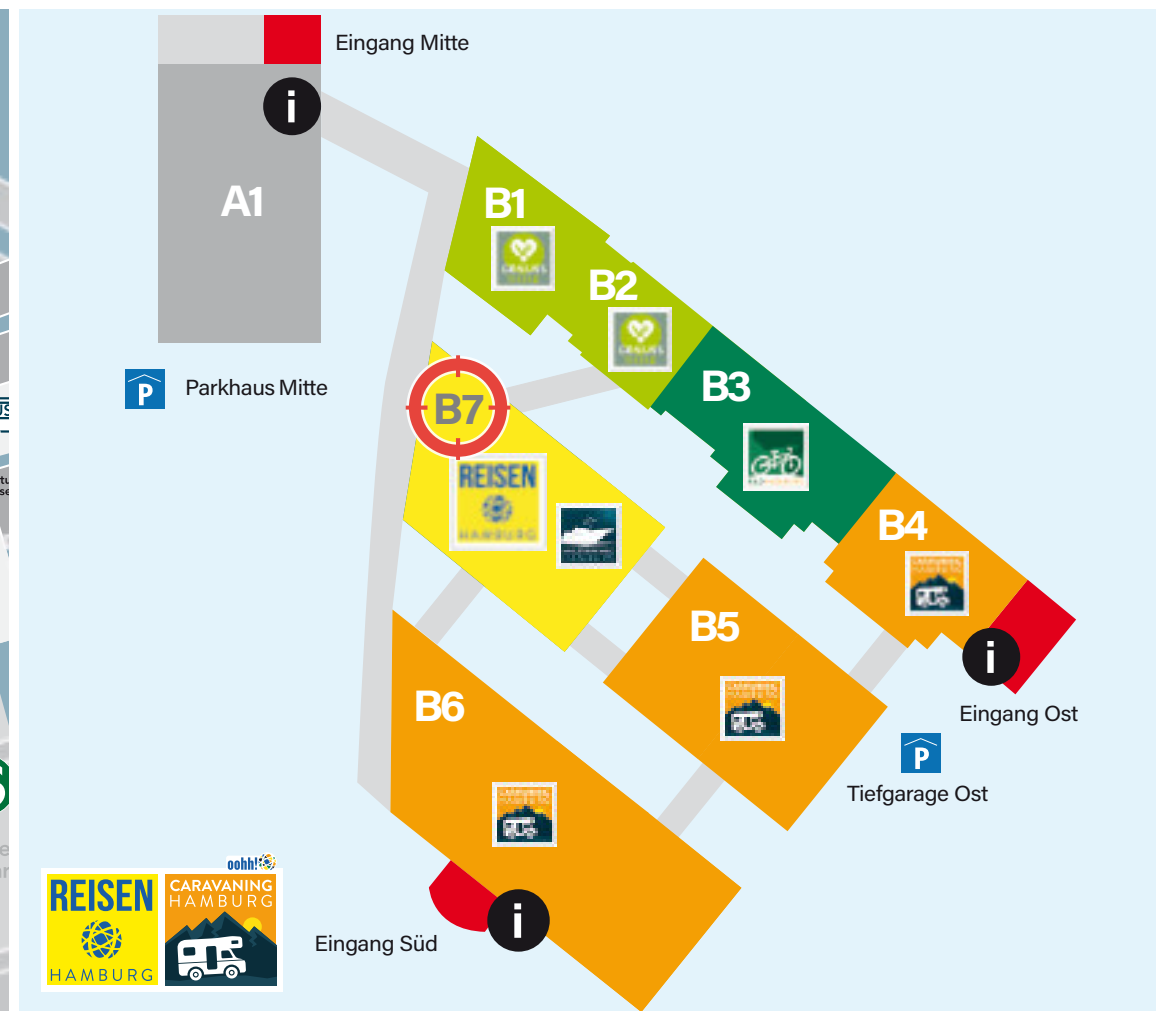 Eingang Mitte
i
A1
B1
B2
P
Parkhaus Mitte
B3
B7
REISEN
HAMBURG
B4
B5
i
Eingang Ost
B6
P
Tiefgarage Ost
oohh!
REISEN
HAMBURG
CARAVANING
HAMBURG
i
Eingang Süd